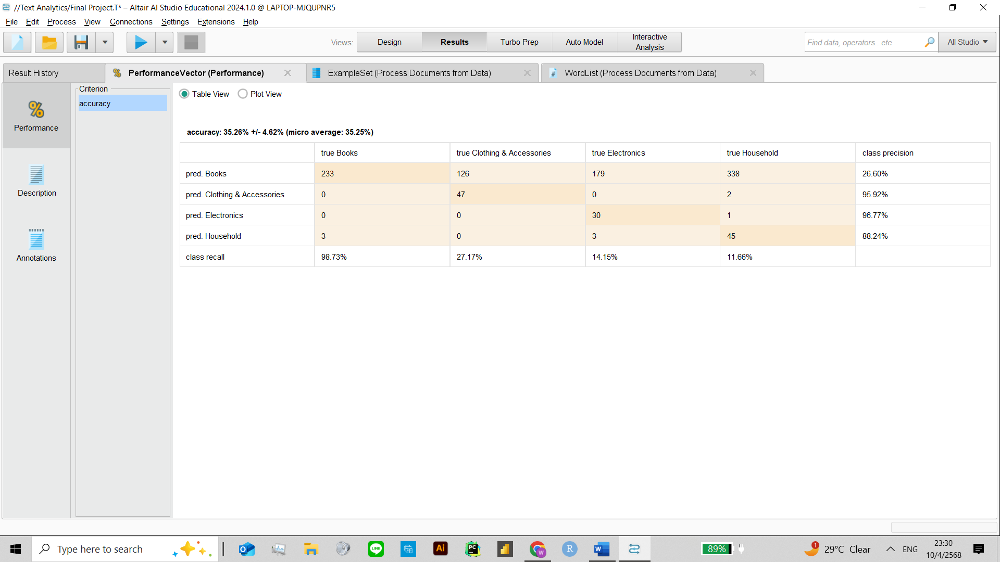 //Text Analytics/Final Project.T* – Altair AI Studio Educational 2024.1.0 @ LAPTOP-MJQUPNR5
File Edit Process View Connections Settings Extensions Help
Views: Design Results Turbo Prep Auto Model Interactive Analysis Find data, operators...etc All Studio
Result History PerformanceVector (Performance) ExampleSet (Process Documents from Data) WordList (Process Documents from Data)
%
Performance
Description
Annotations
Criterion
accuracy
Table View Plot View
accuracy: 35.26% +/- 4.62% (micro average: 35.25%)
true Books true Clothing & Accessories true Electronics true Household class precision
pred. Books 233 126 179 338 26.60%
pred. Clothing & Accessories 0 47 0 2 95.92%
pred. Electronics 0 0 30 1 96.77%
pred. Household 3 0 3 45 88.24%
class recall 98.73% 27.17% 14.15% 11.66%
Type here to search LINE Ai PC W R W 89% 1 29°C Clear ENG 23:30
10/4/2568